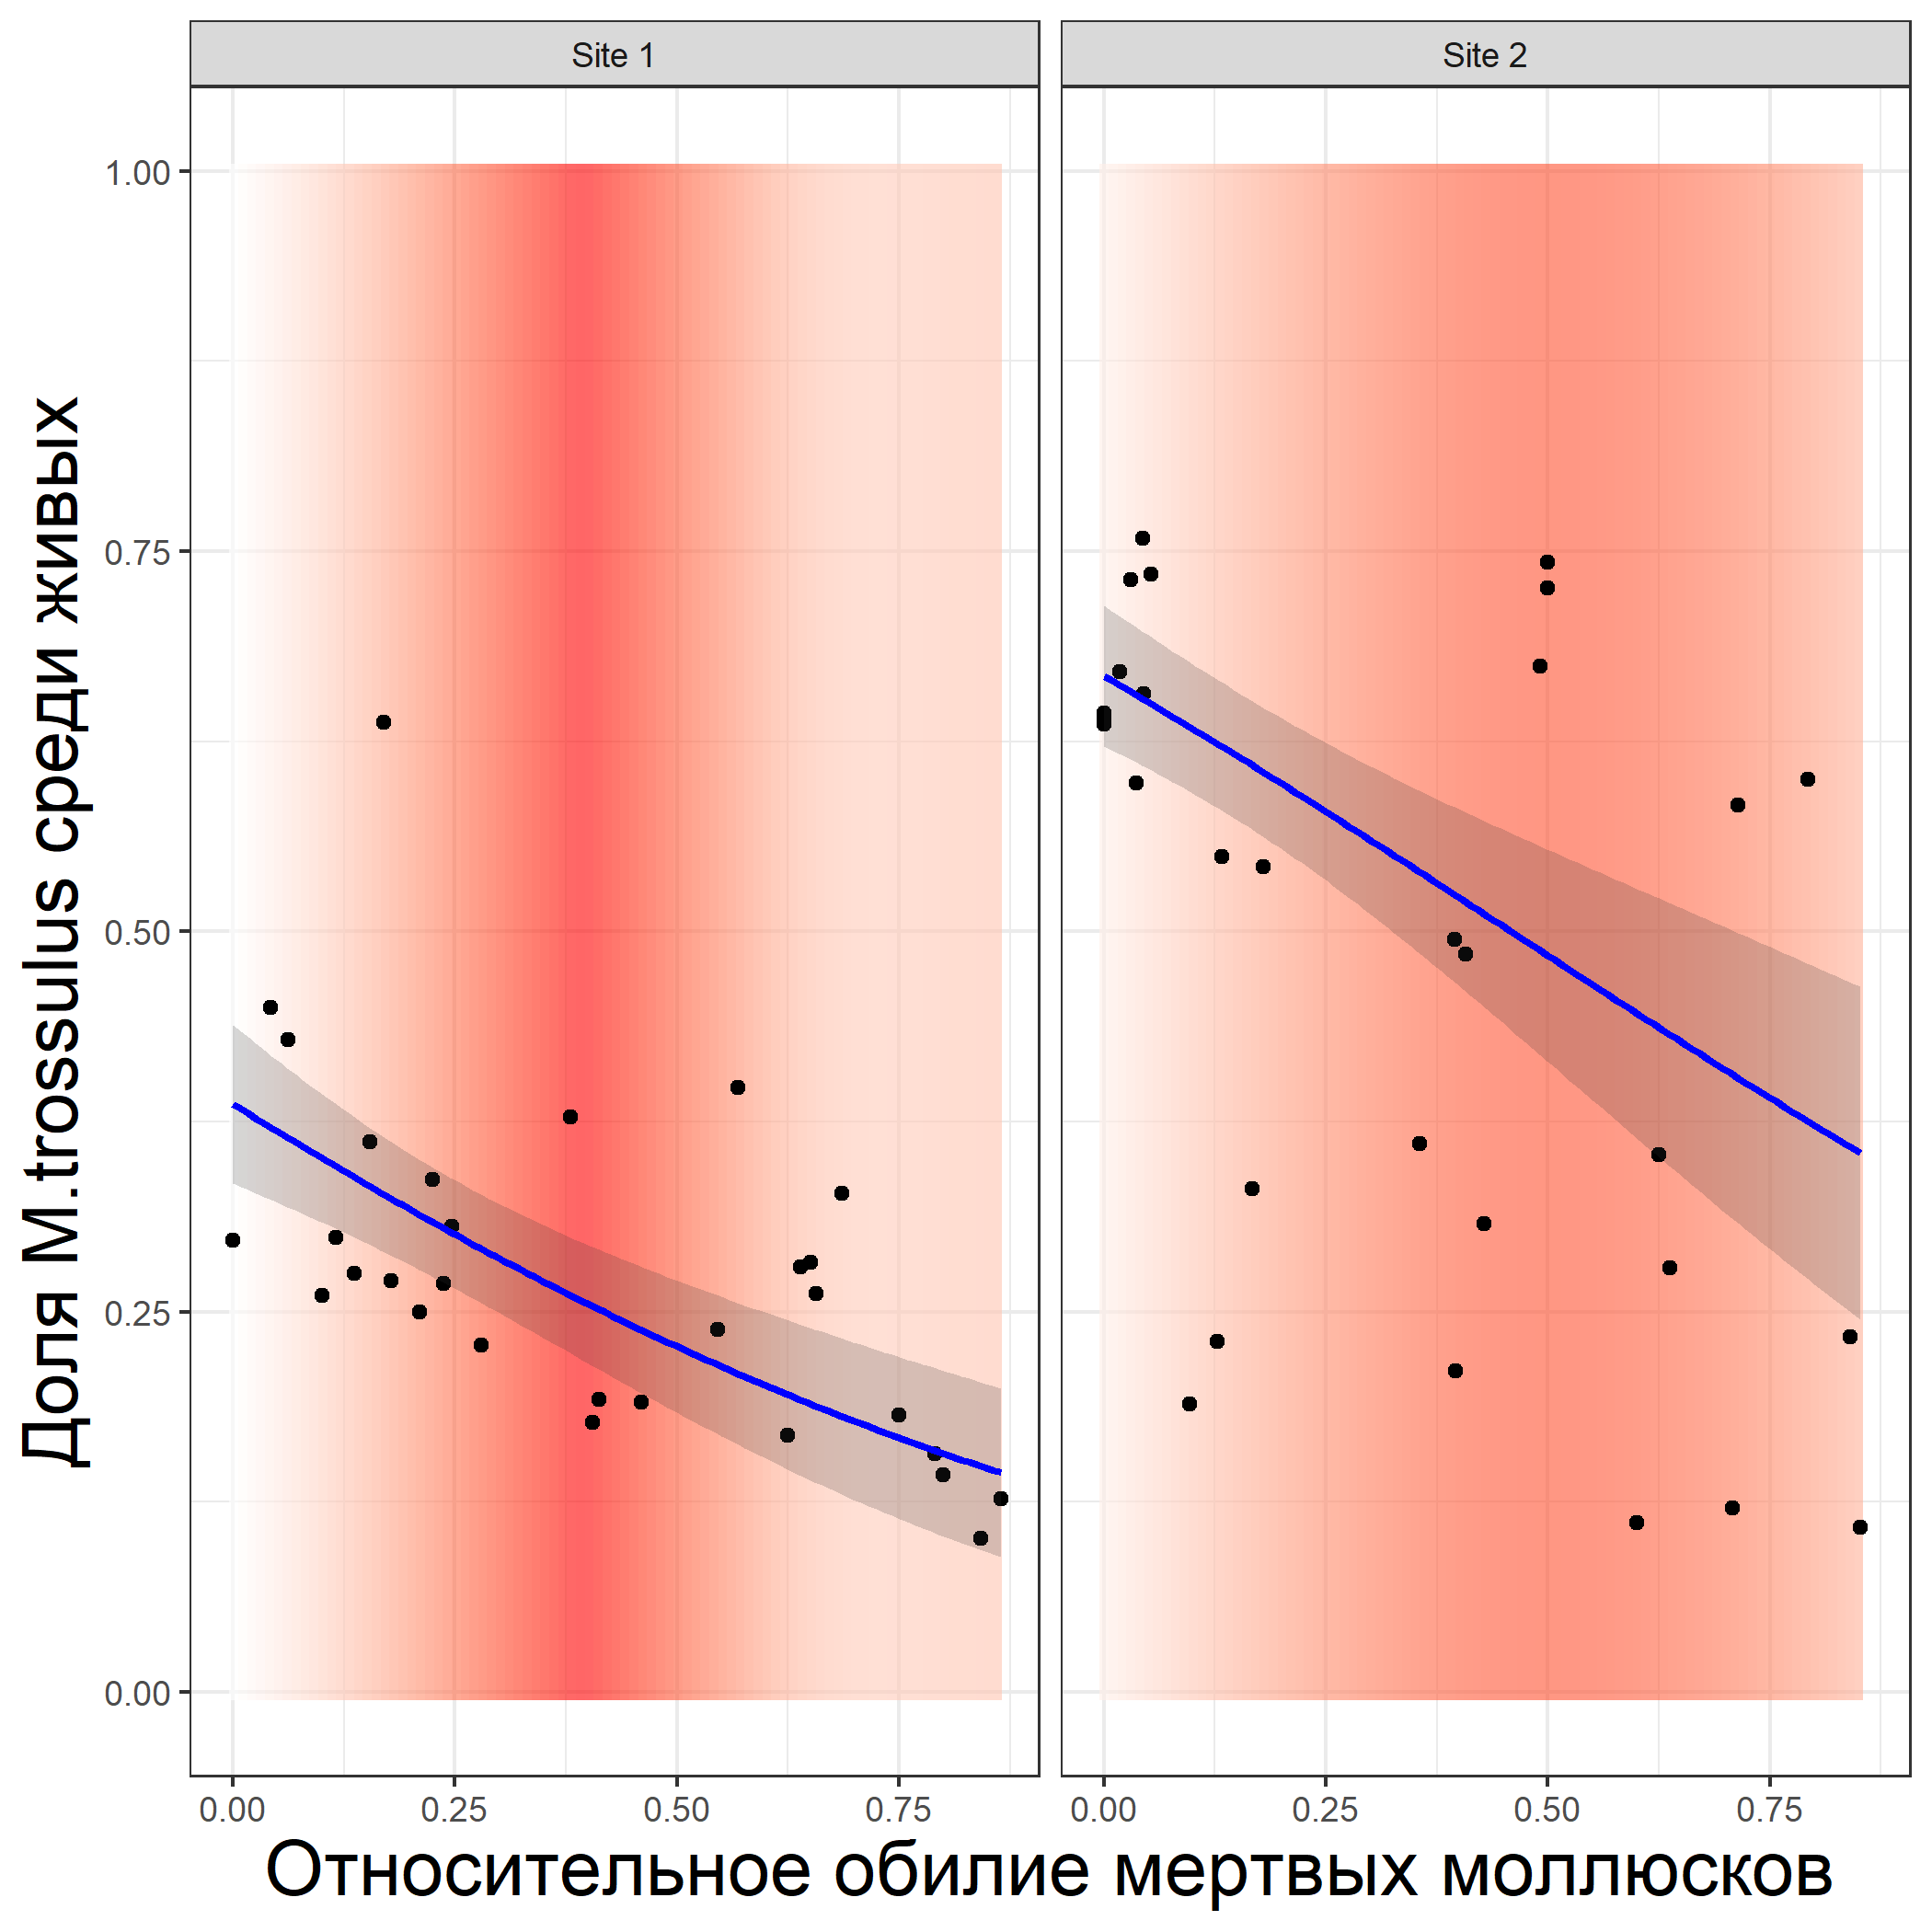 Site 1
Site 2
Доля M.trossulus среди живых
1.00
0.75
0.50
0.25
0.00
0.00 0.25 0.50 0.75
0.00 0.25 0.50 0.75
Относительное обилие мертвых моллюсков